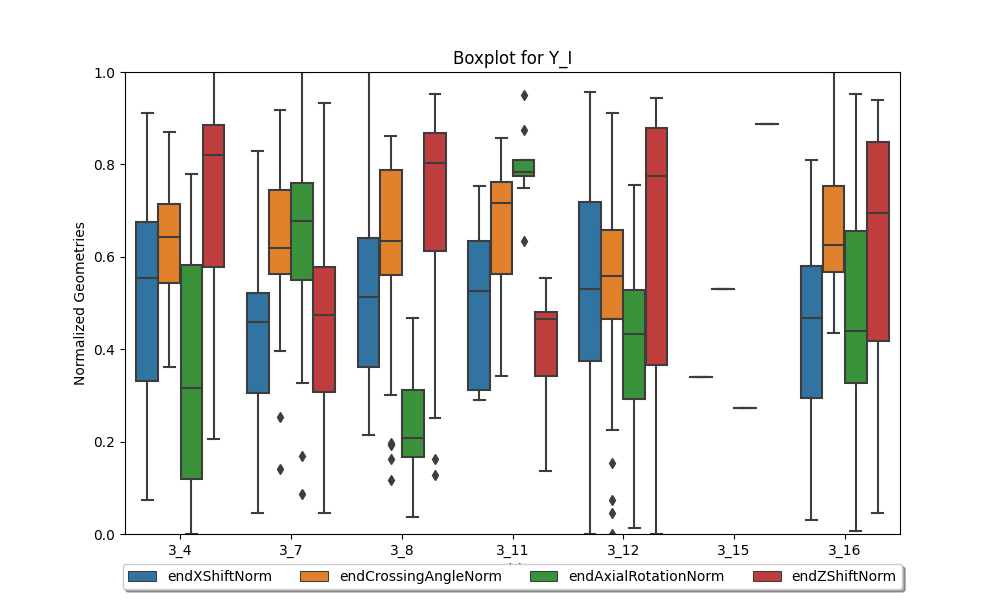 Boxplot for Y_I
1.0
0.8
0.6
0.4
0.2
0.0
Normalized Geometries
3_4 3_7 3_8 3_11 3_12 3_15 3_16
endXShiftNorm endCrossingAngleNorm endAxialRotationNorm endZShiftNorm